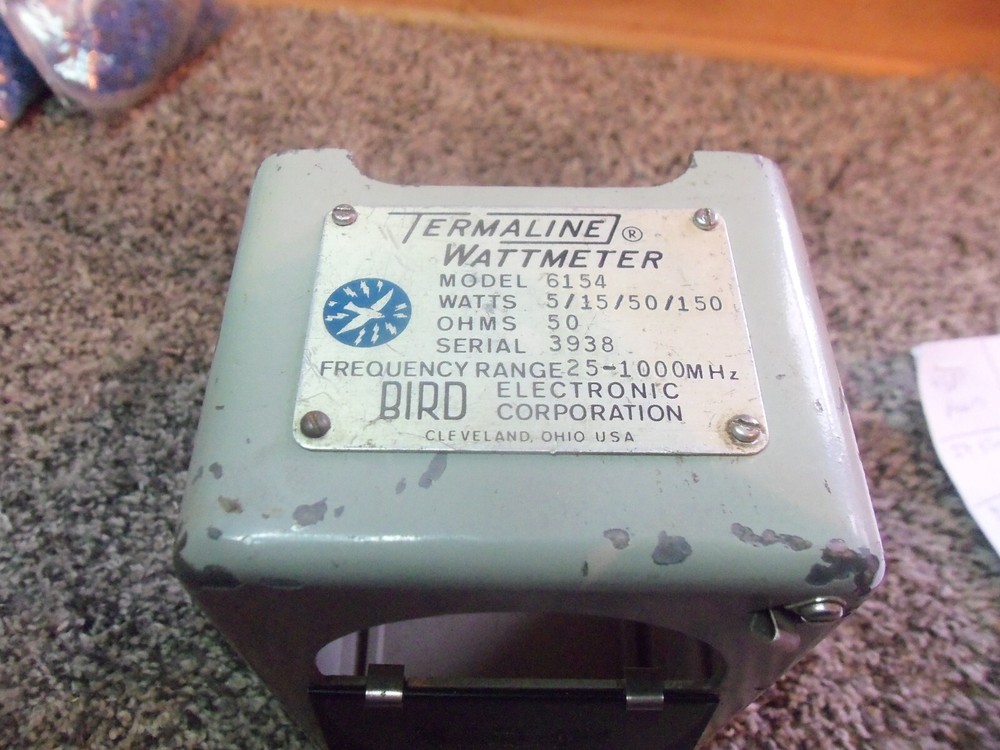 TERMALINE ®
WATTMETER
MODEL 6154
WATTS 5/15/50/150
OHMS 50
SERIAL 3938
FREQUENCY RANGE 25-1000MHz
BIRD ELECTRONIC
CORPORATION
CLEVELAND, OHIO USA